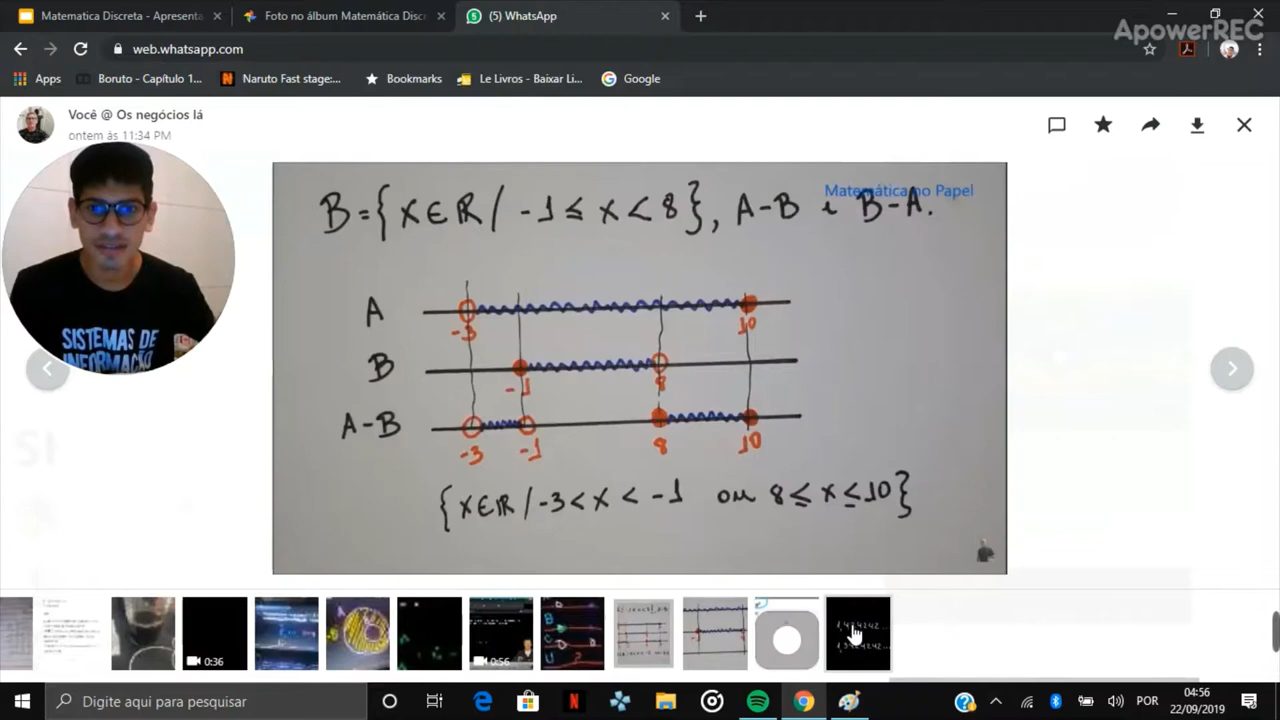 Matematica Discreta - Apresenta
Foto no álbum Matemática Discr
(5) WhatsApp
ApowerREC
web.whatsapp.com
Apps
Boruto - Capítulo 1...
Naruto Fast stage:...
Bookmarks
Le Livros - Baixar Li...
Google
Você @ Os negócios lá
ontem às 11:34 PM
SISTEMAS DE
INFORMAÇÃO
Matemática no Papel
B={x∈ℝ/ -1≤x<8}, A-B e B-A.
A
-3 10
B
-1 8
A-B
-3 -1 8 10
{x∈ℝ/-3<x<-1 ou 8≤x≤10}
0:36
0:56
Digite aqui para pesquisar
POR
04:56
22/09/2019